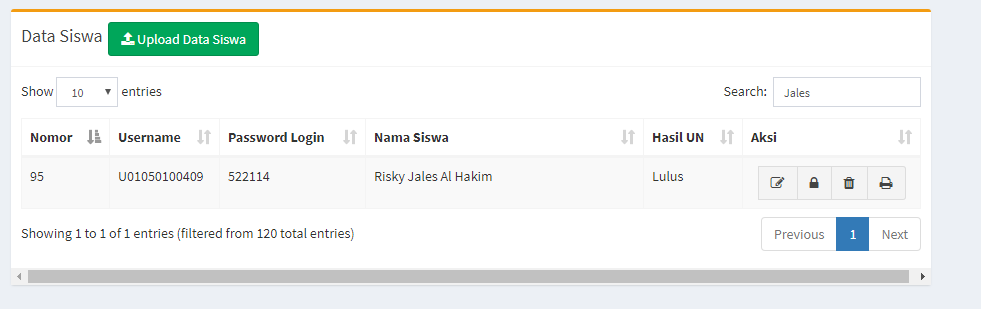 Data Siswa Upload Data Siswa
Show 10 entries Search: Jales
Nomor Username Password Login Nama Siswa Hasil UN Aksi
95 U01050100409 522114 Risky Jales Al Hakim Lulus
Showing 1 to 1 of 1 entries (filtered from 120 total entries) Previous 1 Next